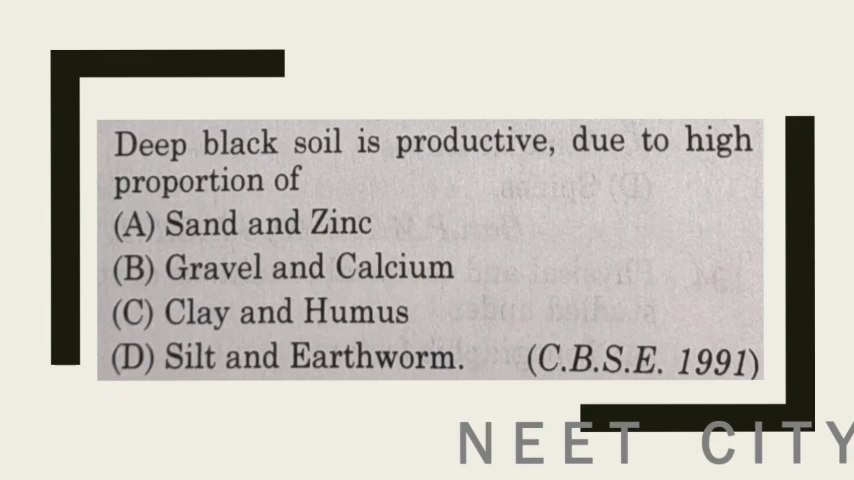 Deep black soil is productive, due to high
proportion of
(A) Sand and Zinc
(B) Gravel and Calcium
(C) Clay and Humus
(D) Silt and Earthworm. (C.B.S.E. 1991)
NEET CITY